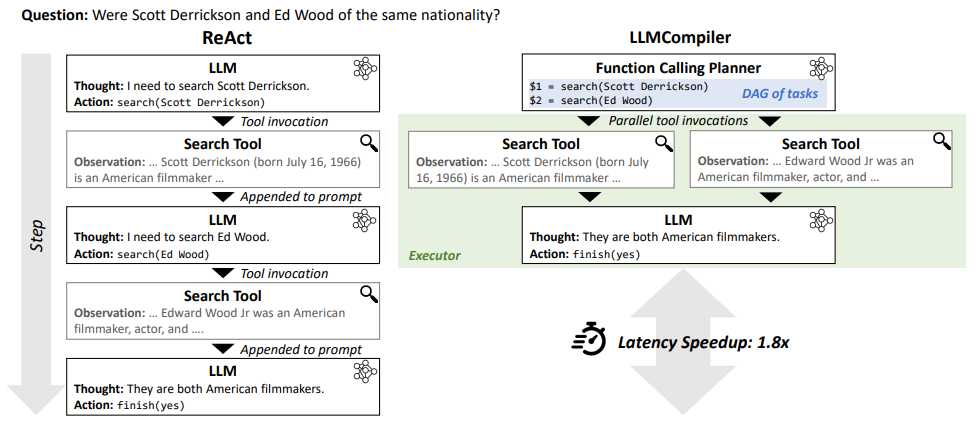 Question: Were Scott Derrickson and Ed Wood of the same nationality?
ReAct
Step
LLM
Thought: I need to search Scott Derrickson.
Action: search(Scott Derrickson)
Tool invocation
Search Tool
Observation: ... Scott Derrickson (born July 16, 1966)
is an American filmmaker ...
Appended to prompt
LLM
Thought: I need to search Ed Wood.
Action: search(Ed Wood)
Tool invocation
Search Tool
Observation: ... Edward Wood Jr was an American
filmmaker, actor, and ....
Appended to prompt
LLM
Thought: They are both American filmmakers.
Action: finish(yes)
LLMCompiler
Function Calling Planner
$1 = search(Scott Derrickson)
$2 = search(Ed Wood)
DAG of tasks
Parallel tool invocations
Search Tool
Observation: ... Scott Derrickson (born July
16, 1966) is an American filmmaker ...
Search Tool
Observation: ... Edward Wood Jr was an
American filmmaker, actor, and ...
LLM
Thought: They are both American filmmakers.
Action: finish(yes)
Executor
Latency Speedup: 1.8x